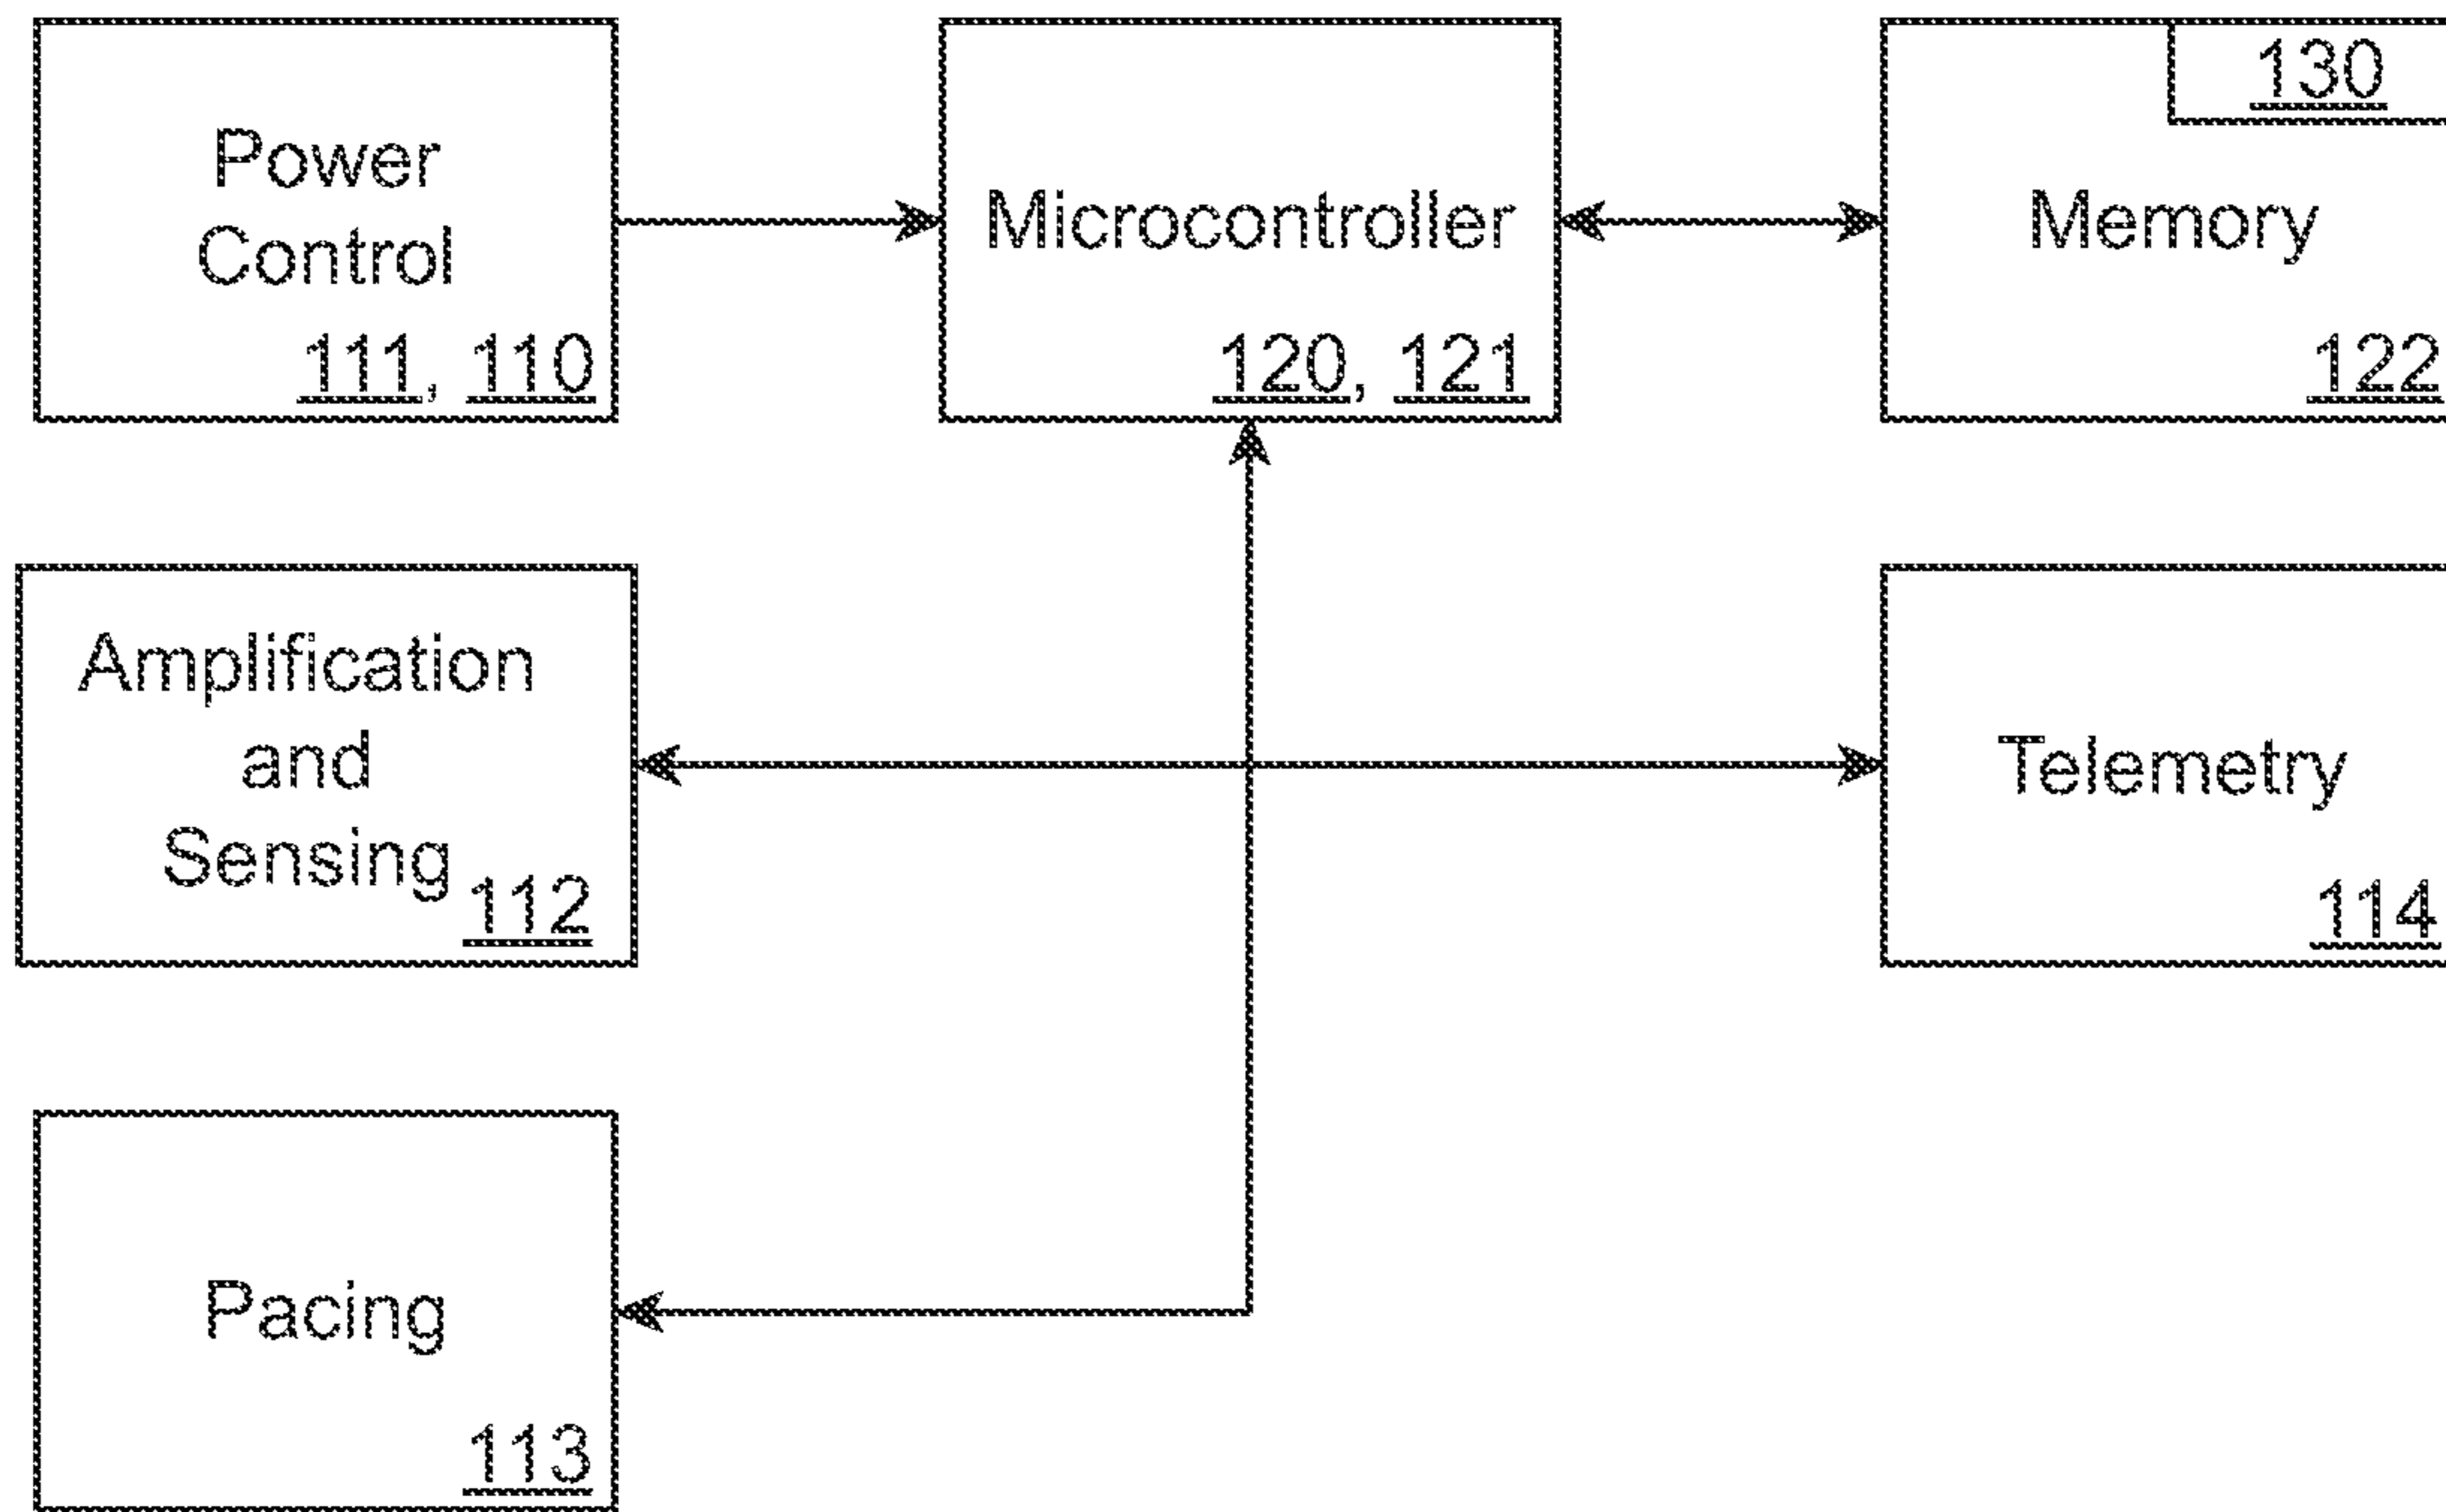 Power
Control
111, 110
Microcontroller
120, 121
130
Memory
122
Amplification
and
Sensing
112
Telemetry
114
Pacing
113